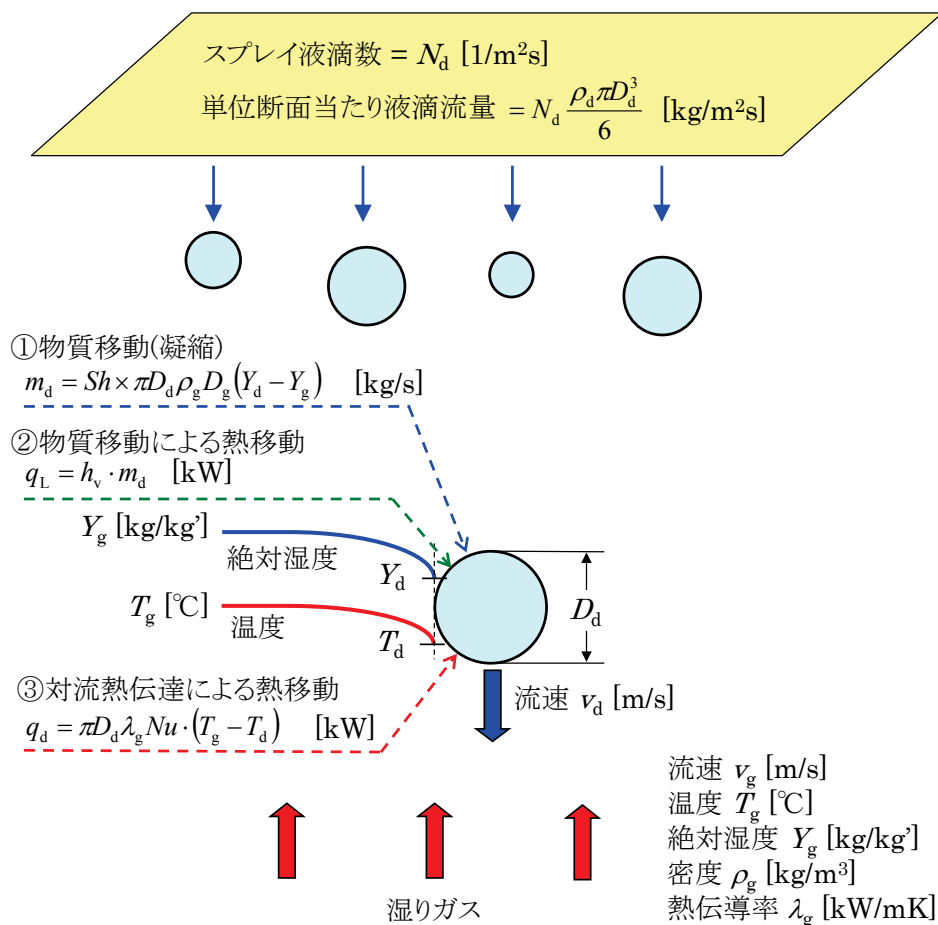 スプレイ液滴数 = N_d [1/m²s]
単位断面当たり液滴流量 = N_d ρ_dπD_d³/6 [kg/m²s]
①物質移動(凝縮)
m_d = Sh × πD_dρ_gD_g(Y_d − Y_g) [kg/s]
②物質移動による熱移動
q_L = h_v · m_d [kW]
Y_g [kg/kg’]
絶対湿度
Y_d
T_g [℃]
温度
T_d
D_d
③対流熱伝達による熱移動
q_d = πD_dλ_gNu·(T_g − T_d) [kW]
流速 v_d [m/s]
流速 v_g [m/s]
温度 T_g [℃]
絶対湿度 Y_g [kg/kg’]
密度 ρ_g [kg/m³]
熱伝導率 λ_g [kW/mK]
湿りガス